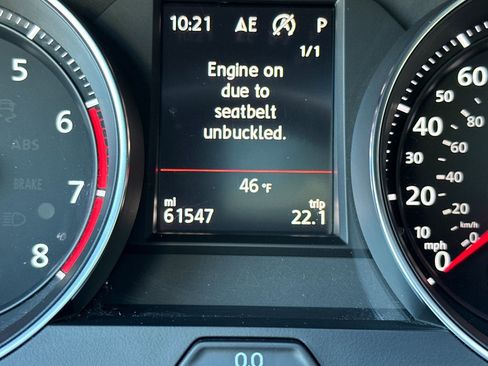 10:21 AE P
1/1
Engine on
due to
seatbelt
unbuckled.
46 °F
mi trip
61547 22.1
5
6
7
8
ABS
BRAKE
60
50
40
30
20
10
mph
0
80
60
40
20
km/h
0
0.0